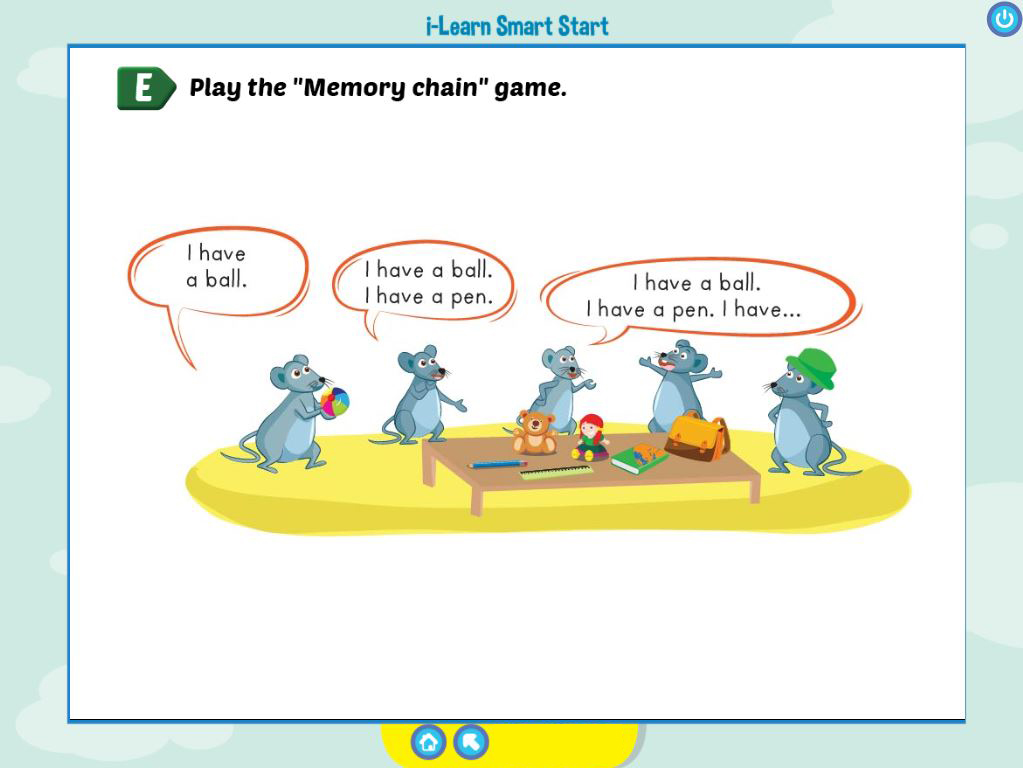 i-Learn Smart Start
E Play the "Memory chain" game.
I have
a ball.
I have a ball.
I have a pen.
I have a ball.
I have a pen. I have...